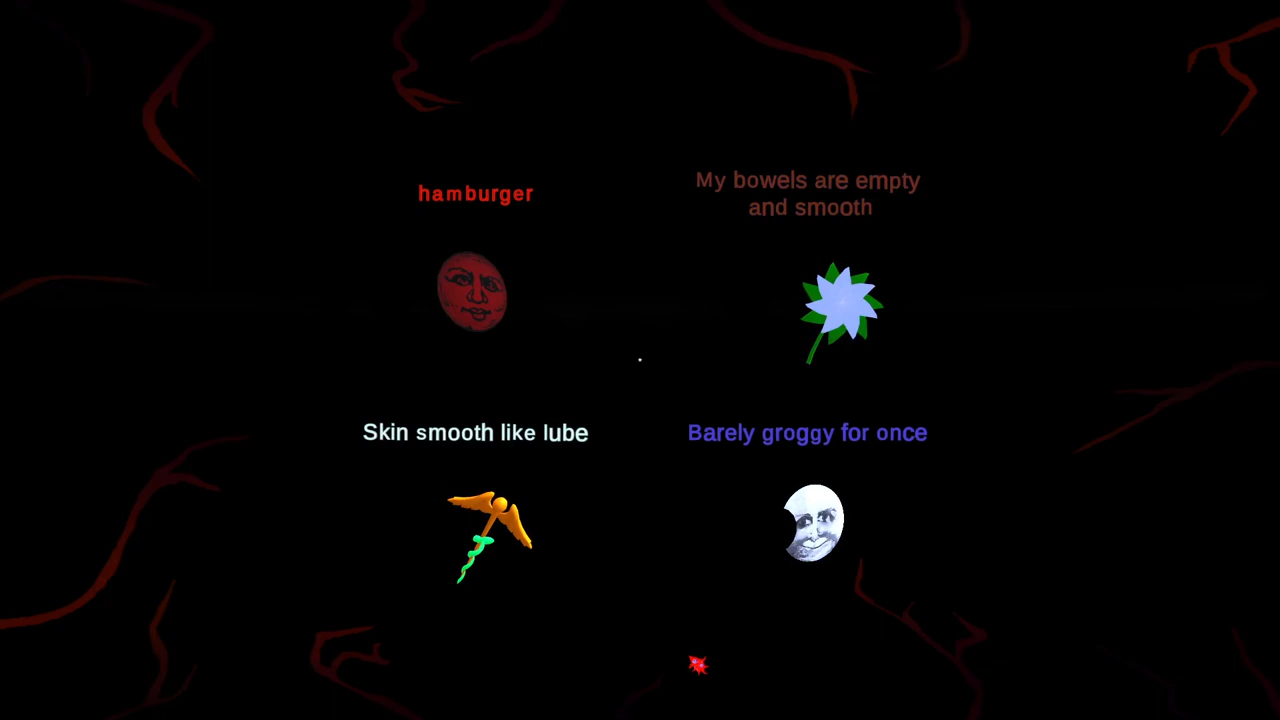 hamburger
My bowels are empty
and smooth
Skin smooth like lube
Barely groggy for once